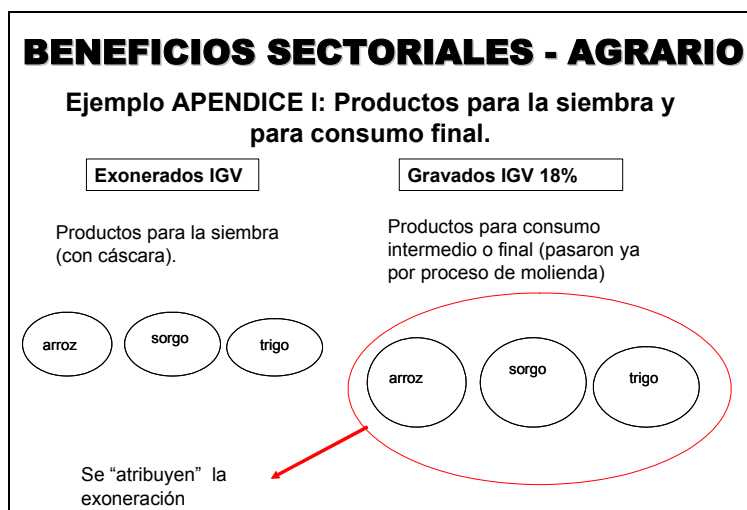 BENEFICIOS SECTORIALES - AGRARIO
Ejemplo APENDICE I: Productos para la siembra y
para consumo final.
Exonerados IGV
Gravados IGV 18%
Productos para la siembra
(con cáscara).
Productos para consumo
intermedio o final (pasaron ya
por proceso de molienda)
arroz
sorgo
trigo
arroz
sorgo
trigo
Se “atribuyen” la
exoneración